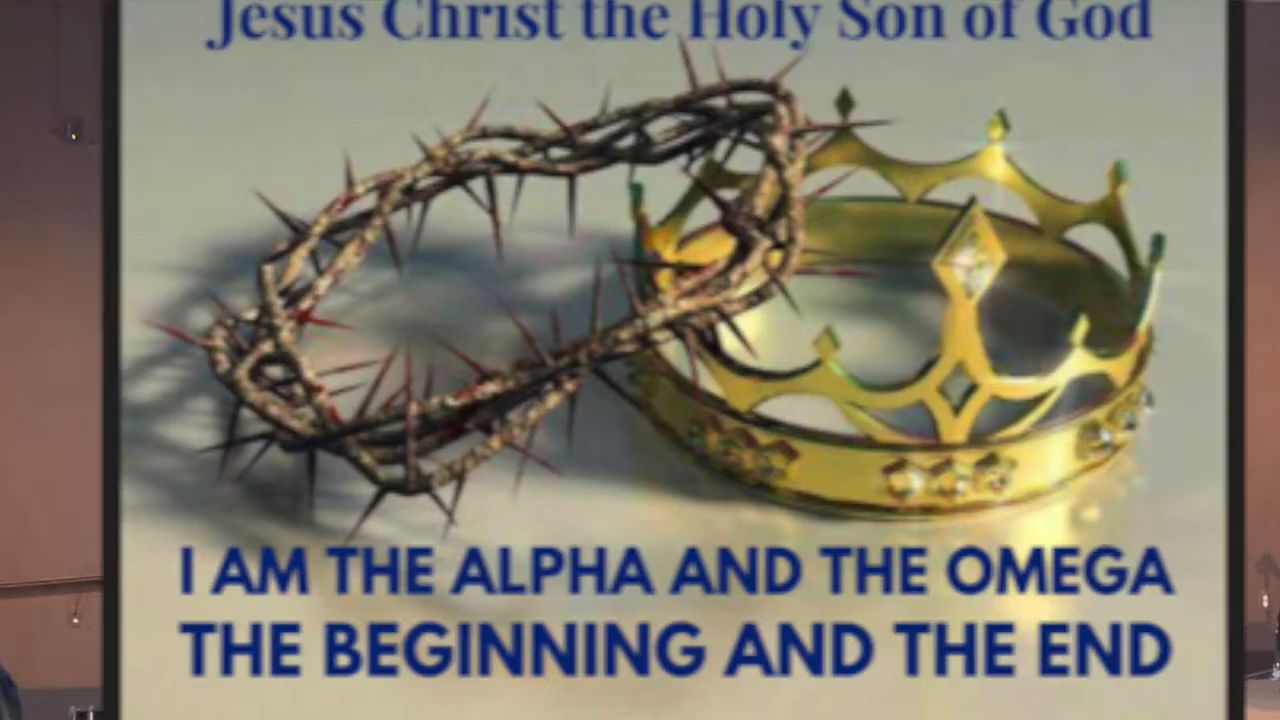 Jesus Christ the Holy Son of God
I AM THE ALPHA AND THE OMEGA
THE BEGINNING AND THE END